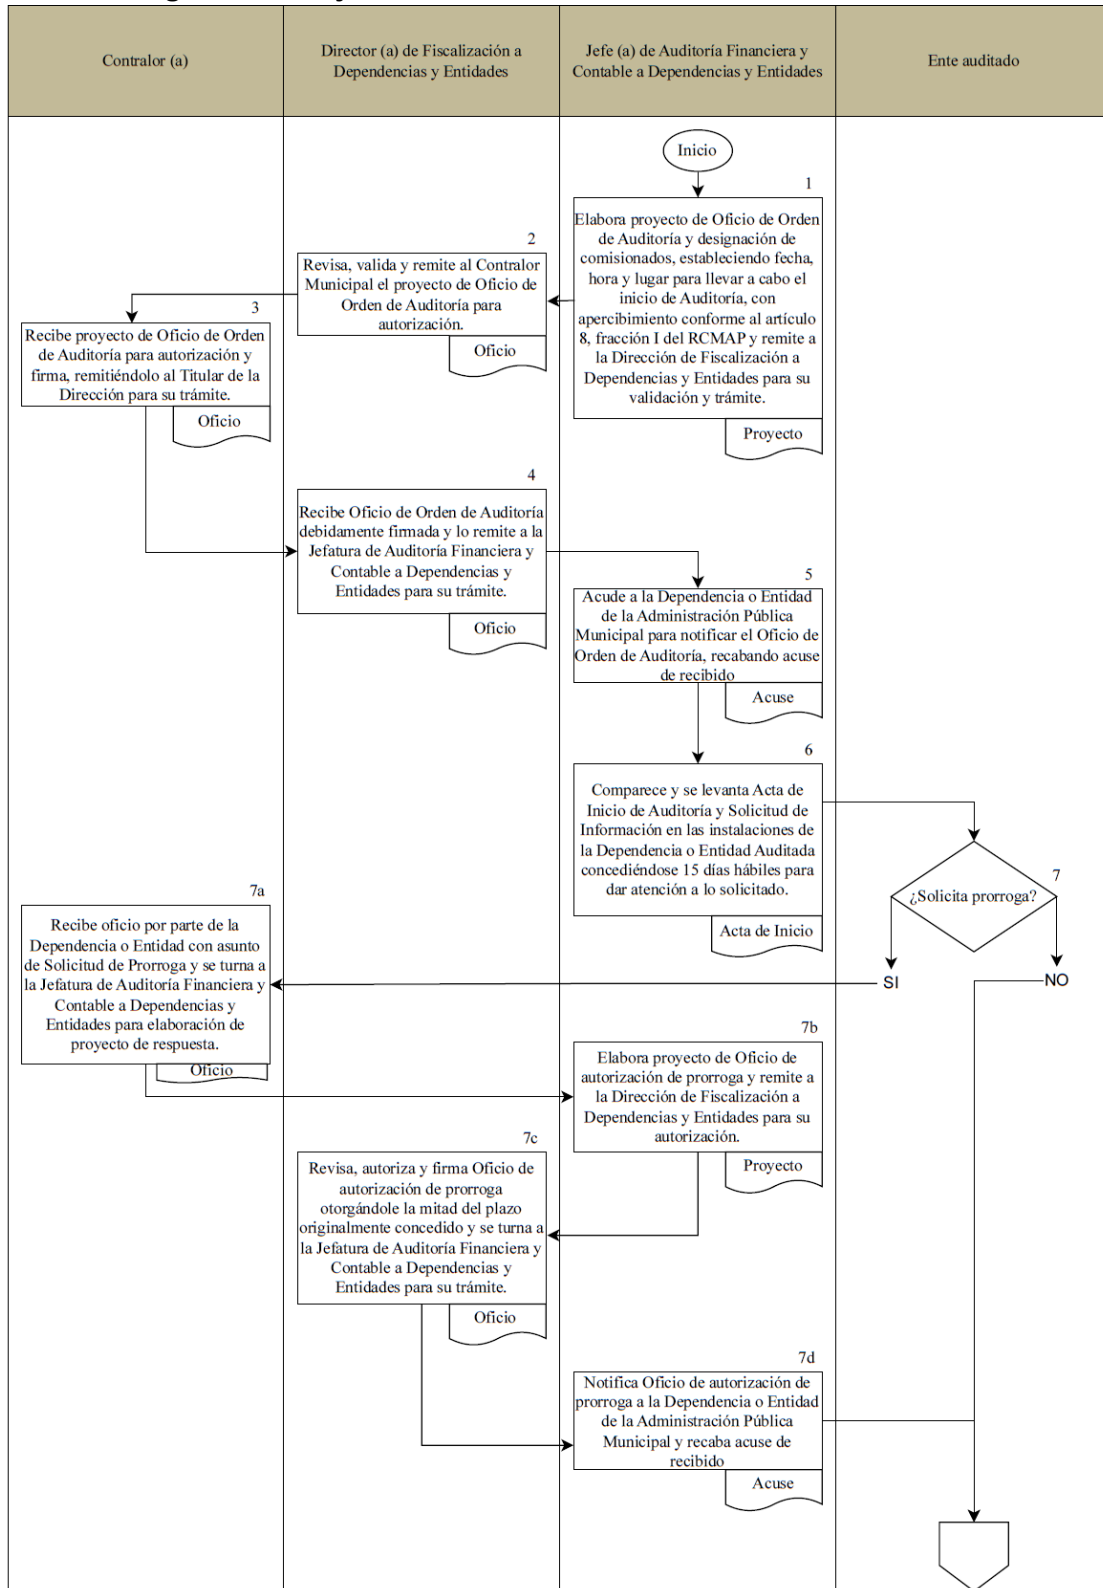 Contralor (a)
Director (a) de Fiscalización a
Dependencias y Entidades
Jefe (a) de Auditoría Financiera y
Contable a Dependencias y Entidades
Ente auditado
Inicio
1
Elabora proyecto de Oficio de Orden
de Auditoría y designación de
comisionados, estableciendo fecha,
hora y lugar para llevar a cabo el
inicio de Auditoría, con
apercibimiento conforme al artículo
8, fracción I del RCMAP y remite a
la Dirección de Fiscalización a
Dependencias y Entidades para su
validación y trámite.
Proyecto
2
Revisa, valida y remite al Contralor
Municipal el proyecto de Oficio de
Orden de Auditoría para
autorización.
Oficio
3
Recibe proyecto de Oficio de Orden
de Auditoría para autorización y
firma, remitiéndolo al Titular de la
Dirección para su trámite.
Oficio
4
Recibe Oficio de Orden de Auditoría
debidamente firmada y lo remite a la
Jefatura de Auditoría Financiera y
Contable a Dependencias y
Entidades para su trámite.
Oficio
5
Acude a la Dependencia o Entidad
de la Administración Pública
Municipal para notificar el Oficio de
Orden de Auditoría, recabando acuse
de recibido
Acuse
6
Comparece y se levanta Acta de
Inicio de Auditoría y Solicitud de
Información en las instalaciones de
la Dependencia o Entidad Auditada
concediéndose 15 días hábiles para
dar atención a lo solicitado.
Acta de Inicio
7
¿Solicita prorroga?
SI
NO
7a
Recibe oficio por parte de la
Dependencia o Entidad con asunto
de Solicitud de Prorroga y se turna a
la Jefatura de Auditoría Financiera y
Contable a Dependencias y
Entidades para elaboración de
proyecto de respuesta.
Oficio
7b
Elabora proyecto de Oficio de
autorización de prorroga y remite a
la Dirección de Fiscalización a
Dependencias y Entidades para su
autorización.
Proyecto
7c
Revisa, autoriza y firma Oficio de
autorización de prorroga
otorgándole la mitad del plazo
originalmente concedido y se turna a
la Jefatura de Auditoría Financiera y
Contable a Dependencias y
Entidades para su trámite.
Oficio
7d
Notifica Oficio de autorización de
prorroga a la Dependencia o Entidad
de la Administración Pública
Municipal y recaba acuse de
recibido
Acuse